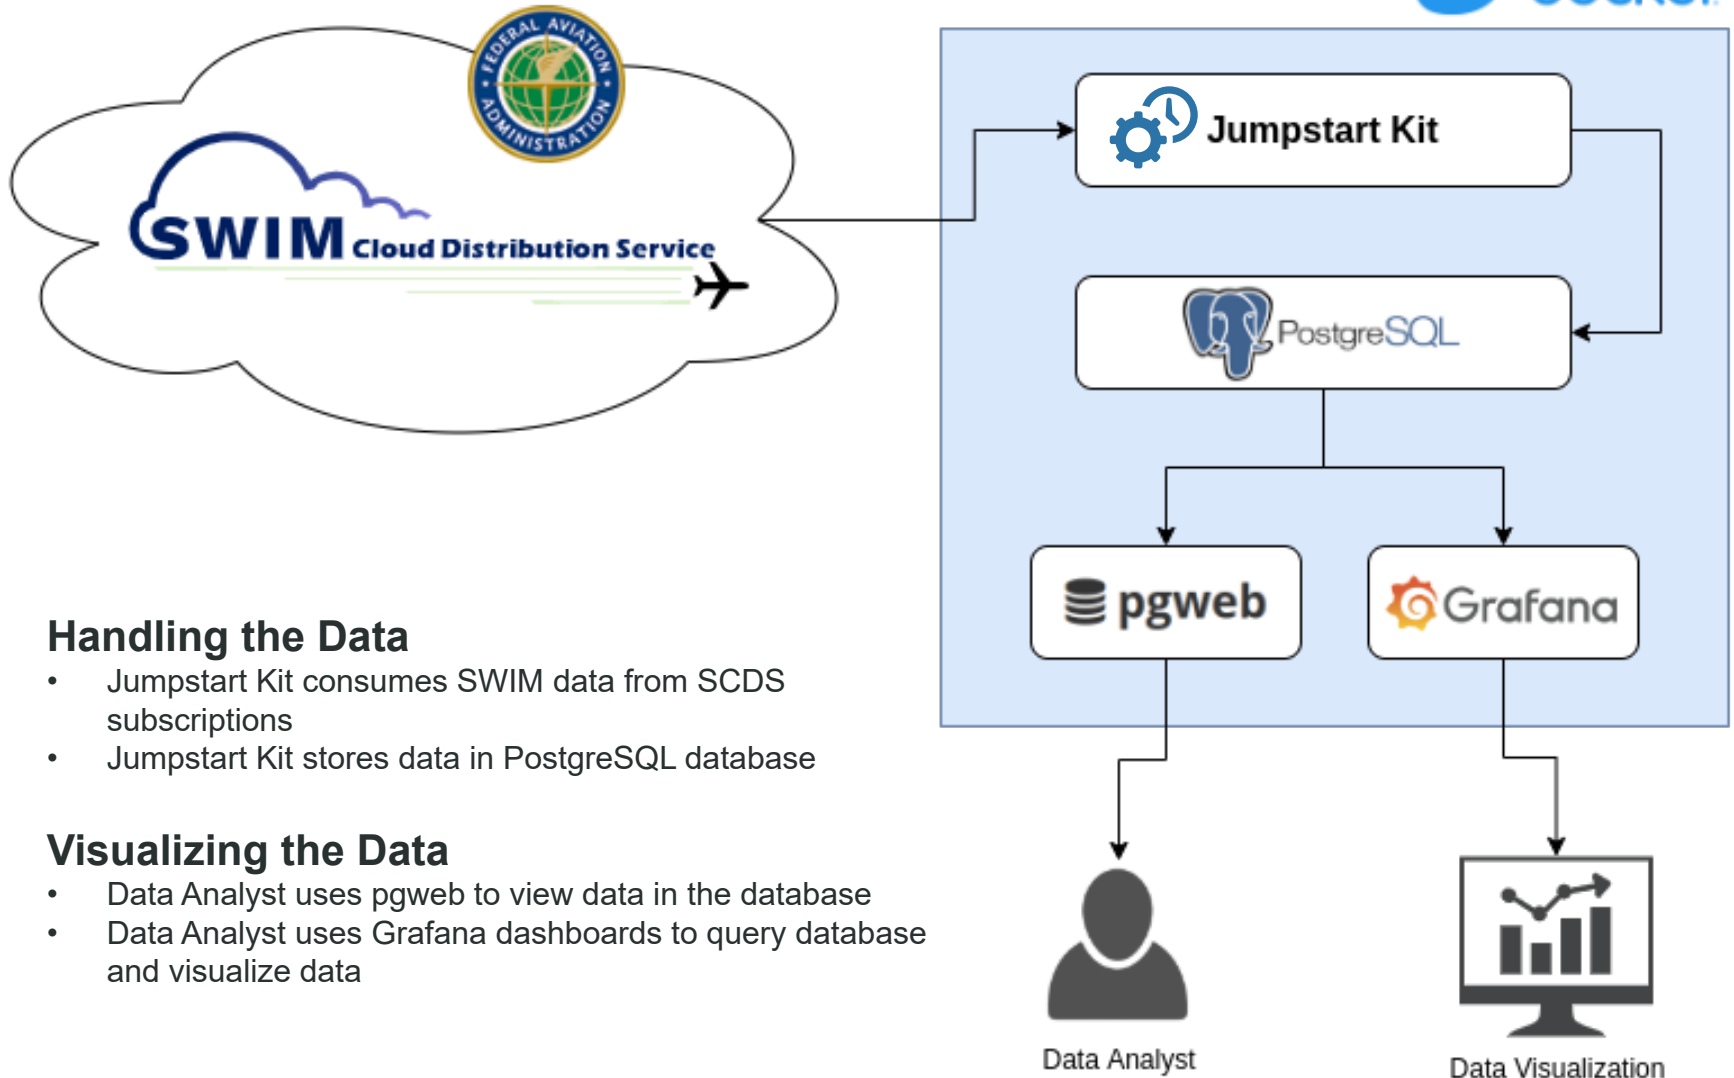 FEDERAL AVIATION
ADMINISTRATION
SWIM Cloud Distribution Service
Jumpstart Kit
PostgreSQL
pgweb
Grafana
Handling the Data
• Jumpstart Kit consumes SWIM data from SCDS
subscriptions
• Jumpstart Kit stores data in PostgreSQL database
Visualizing the Data
• Data Analyst uses pgweb to view data in the database
• Data Analyst uses Grafana dashboards to query database
and visualize data
Data Analyst
Data Visualization